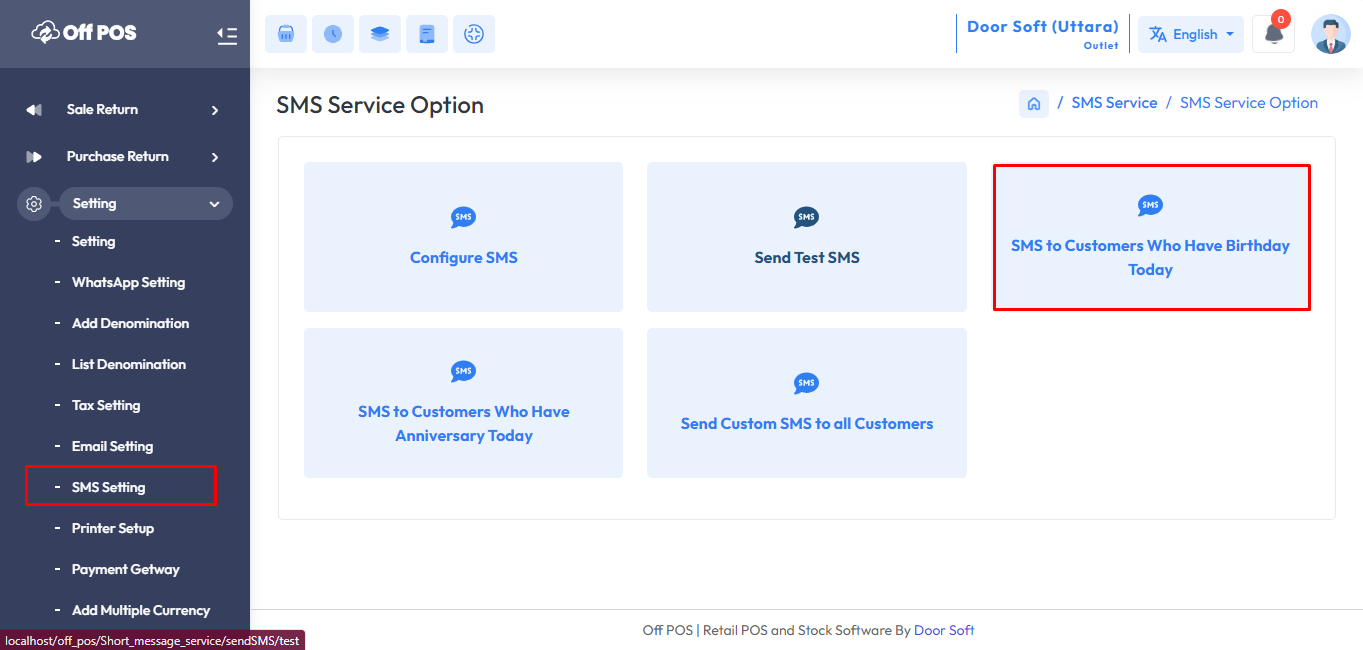 Off POS
Door Soft (Uttara)
Outlet
English
0
Sale Return
Purchase Return
Setting
- Setting
- WhatsApp Setting
- Add Denomination
- List Denomination
- Tax Setting
- Email Setting
- SMS Setting
- Printer Setup
- Payment Getway
- Add Multiple Currency
localhost/off_pos/Short_message_service/sendSMS/test
SMS Service Option
/ SMS Service / SMS Service Option
SMS
Configure SMS
SMS
Send Test SMS
SMS
SMS to Customers Who Have Birthday
Today
SMS
SMS to Customers Who Have
Anniversary Today
SMS
Send Custom SMS to all Customers
Off POS | Retail POS and Stock Software By Door Soft